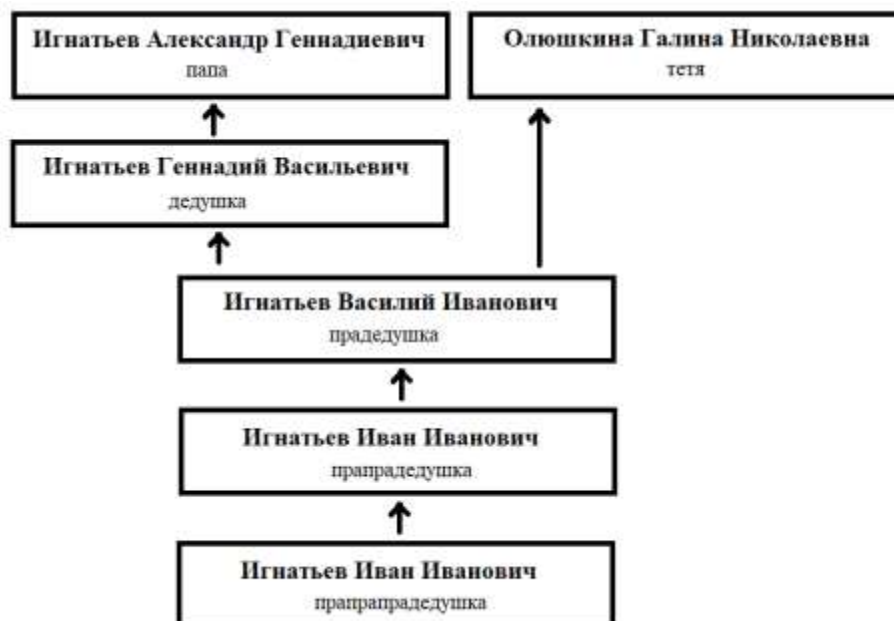 Игнатьев Александр Геннадиевич
папа
Олюшкина Галина Николаевна
тетя
Игнатьев Геннадий Васильевич
дедушка
Игнатьев Василий Иванович
прадедушка
Игнатьев Иван Иванович
прапрадедушка
Игнатьев Иван Иванович
прапрапрадедушка